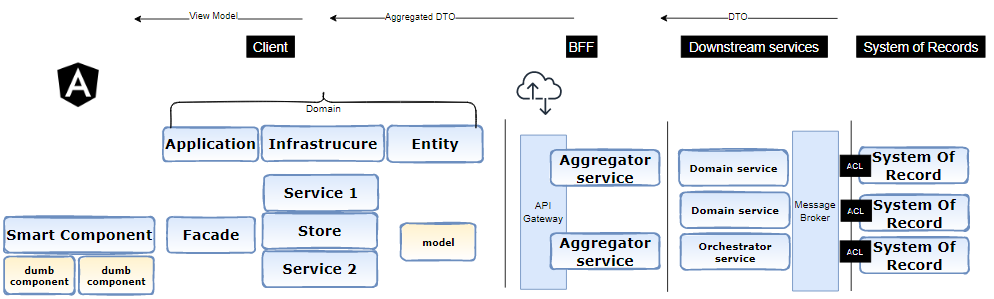 View Model
Aggregated DTO
DTO
Client
BFF
Downstream services
System of Records
A
Domain
Application
Infrastrucure
Entity
Service 1
Store
Service 2
Smart Component
dumb
component
dumb
component
Facade
model
API
Gateway
Aggregator
service
Aggregator
service
Domain service
Domain service
Orchestrator
service
Message
Broker
ACL
System Of
Record
ACL
System Of
Record
ACL
System Of
Record